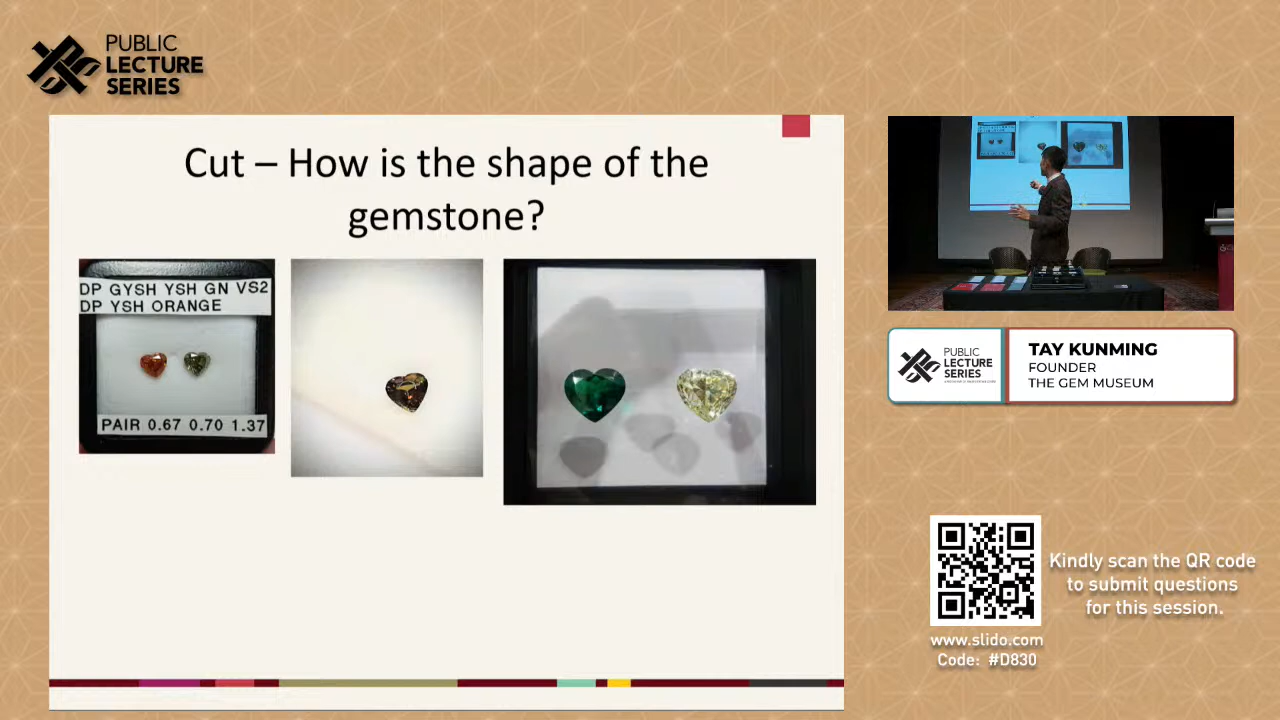 PUBLIC
LECTURE
SERIES
Cut – How is the shape of the
gemstone?
DP GYSH YSH GN VS2
DP YSH ORANGE
PAIR 0.67 0.70 1.37
PUBLIC
LECTURE
SERIES
TAY KUNMING
FOUNDER
THE GEM MUSEUM
Kindly scan the QR code
to submit questions
for this session.
www.slido.com
Code: #D830